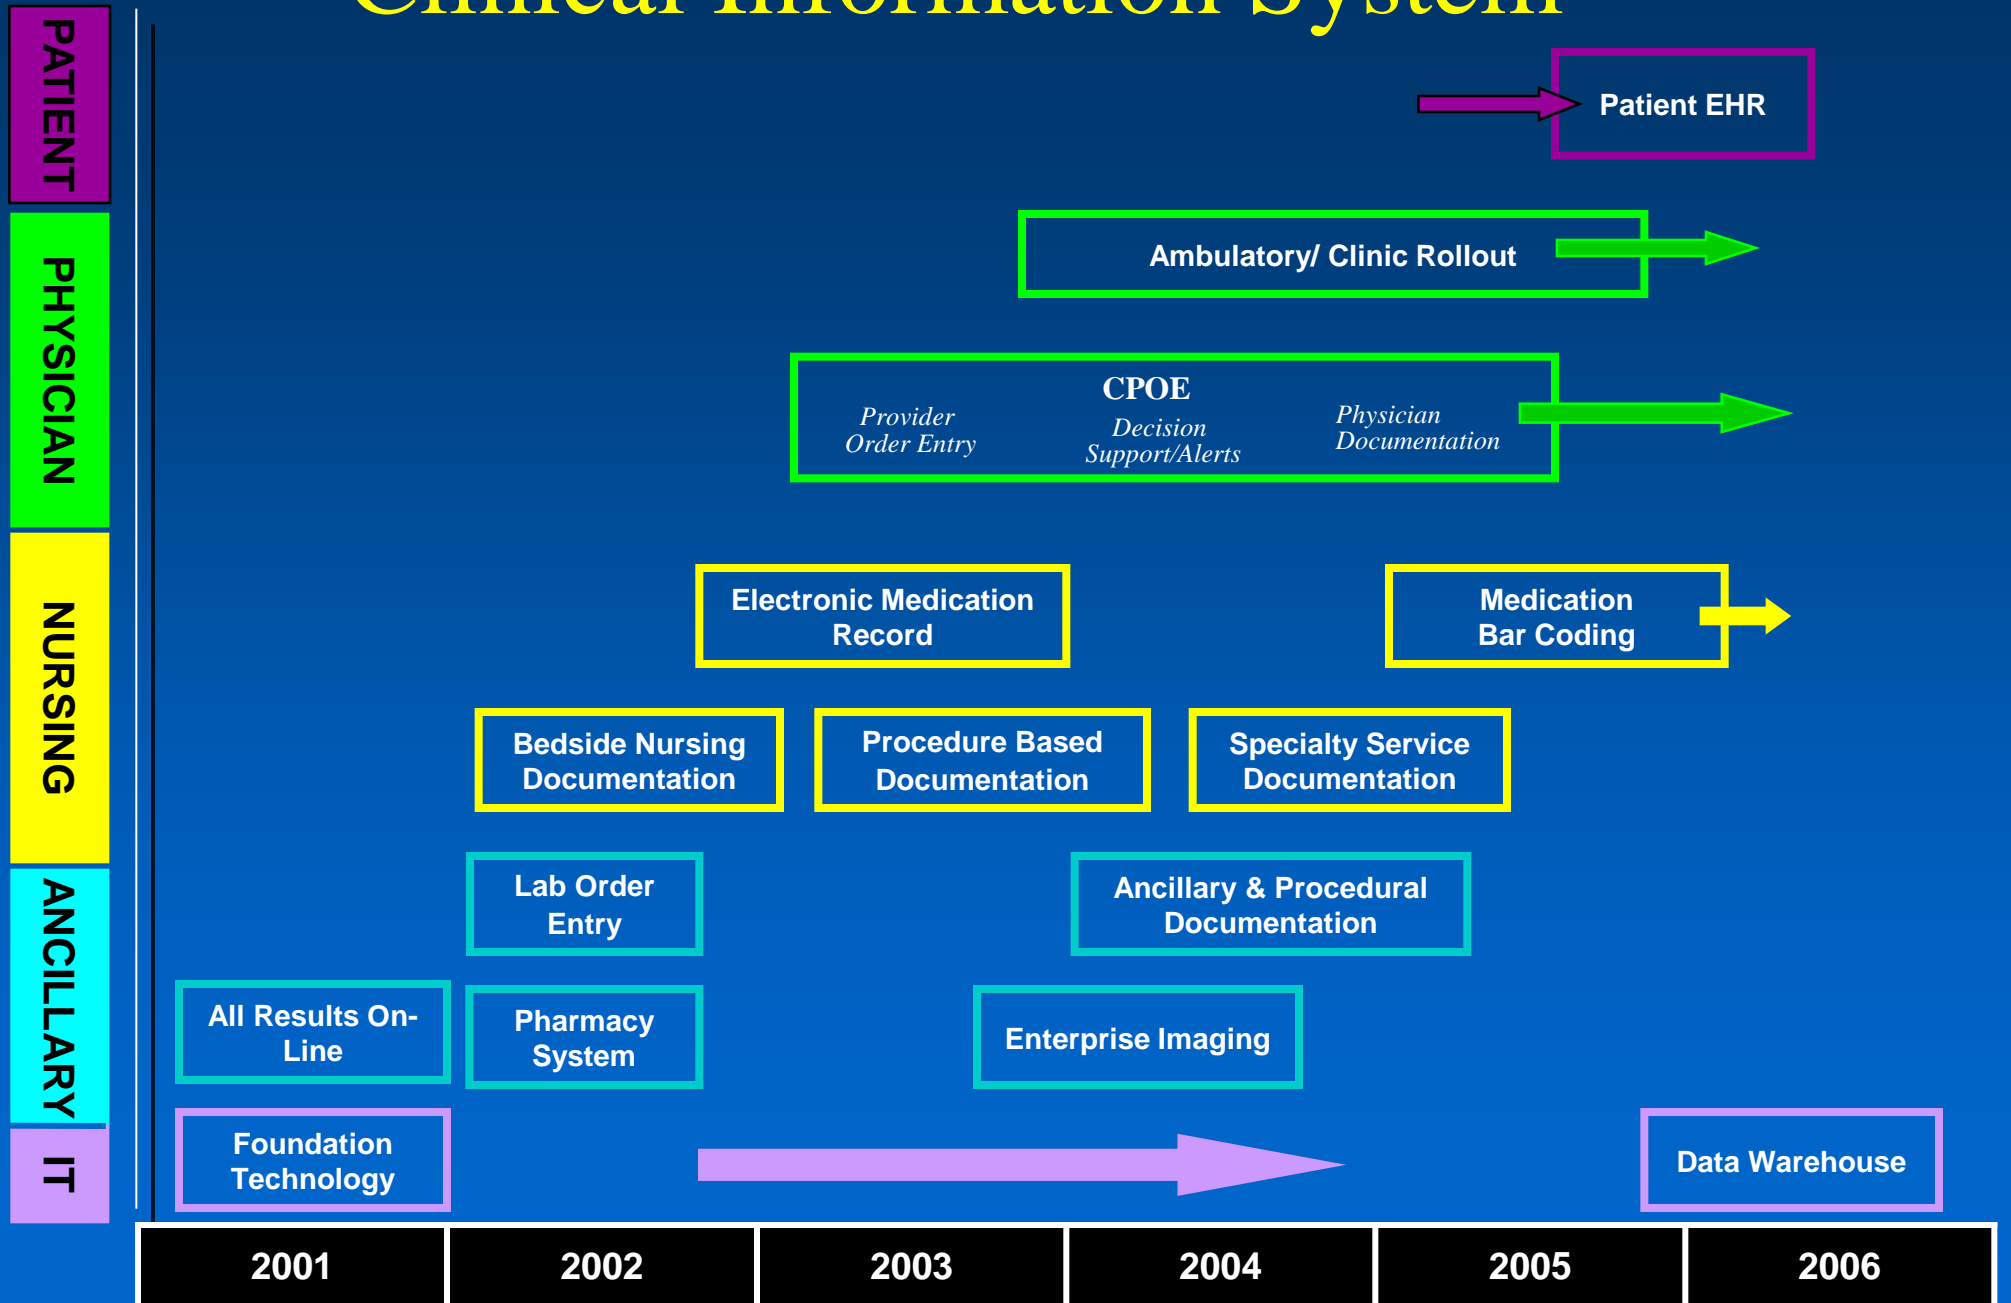 Clinical Information System
PATIENT
Patient EHR
PHYSICIAN
Ambulatory/ Clinic Rollout
CPOE
Provider
Order Entry
Decision
Support/Alerts
Physician
Documentation
NURSING
Electronic Medication
Record
Medication
Bar Coding
Bedside Nursing
Documentation
Procedure Based
Documentation
Specialty Service
Documentation
ANCILLARY
Lab Order
Entry
Ancillary & Procedural
Documentation
All Results On-
Line
Pharmacy
System
Enterprise Imaging
IT
Foundation
Technology
Data Warehouse
2001
2002
2003
2004
2005
2006